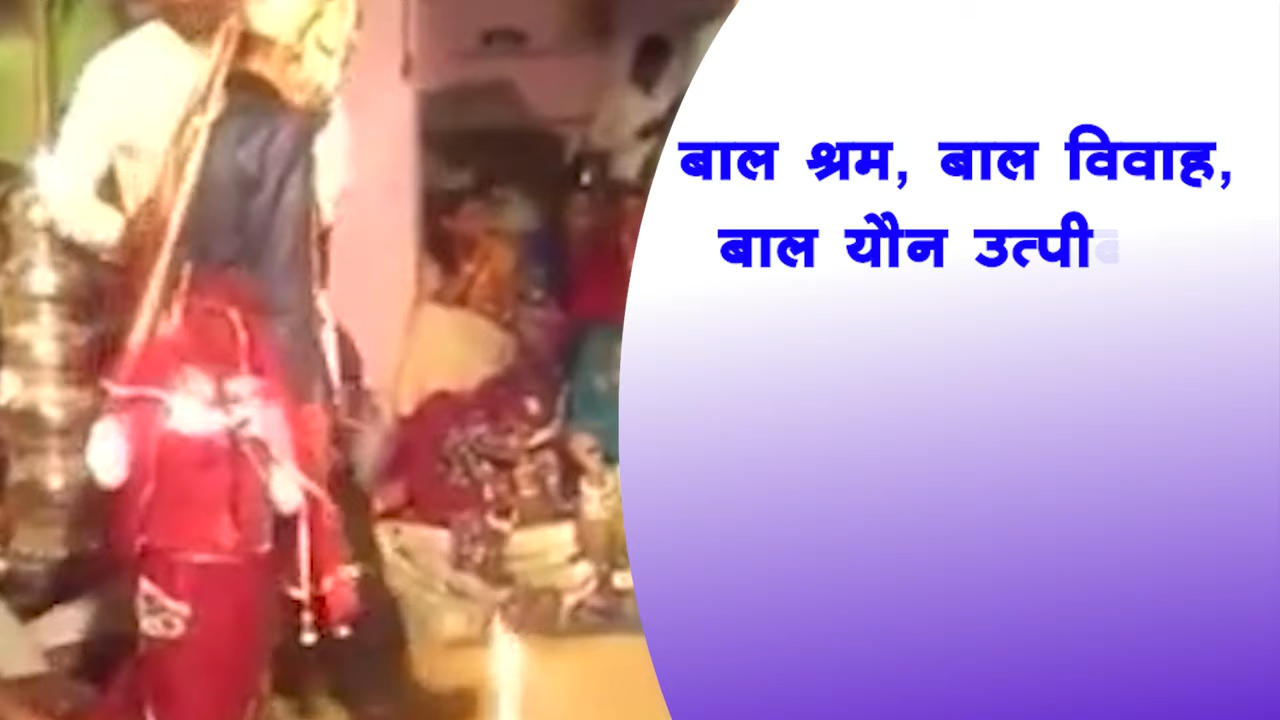 बाल श्रम, बाल विवाह,
बाल यौन उत्पी